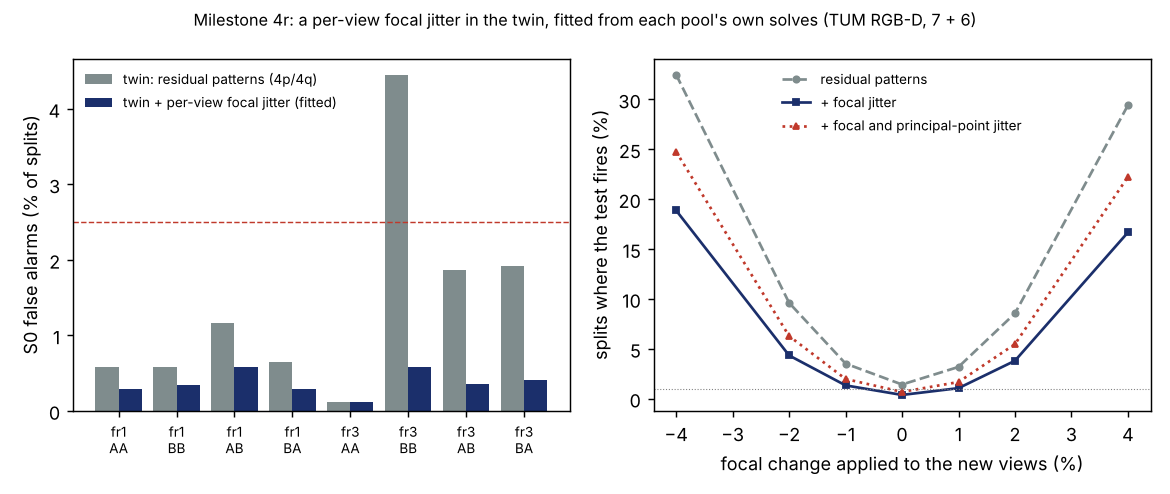 Milestone 4r: a per-view focal jitter in the twin, fitted from each pool's own solves (TUM RGB-D, 7 + 6)
S0 false alarms (% of splits)
4
3
2
1
0
twin: residual patterns (4p/4q)
twin + per-view focal jitter (fitted)
fr1
AA
fr1
BB
fr1
AB
fr1
BA
fr3
AA
fr3
BB
fr3
AB
fr3
BA
splits where the test fires (%)
30
25
20
15
10
5
0
residual patterns
+ focal jitter
+ focal and principal-point jitter
−4
−3
−2
−1
0
1
2
3
4
focal change applied to the new views (%)